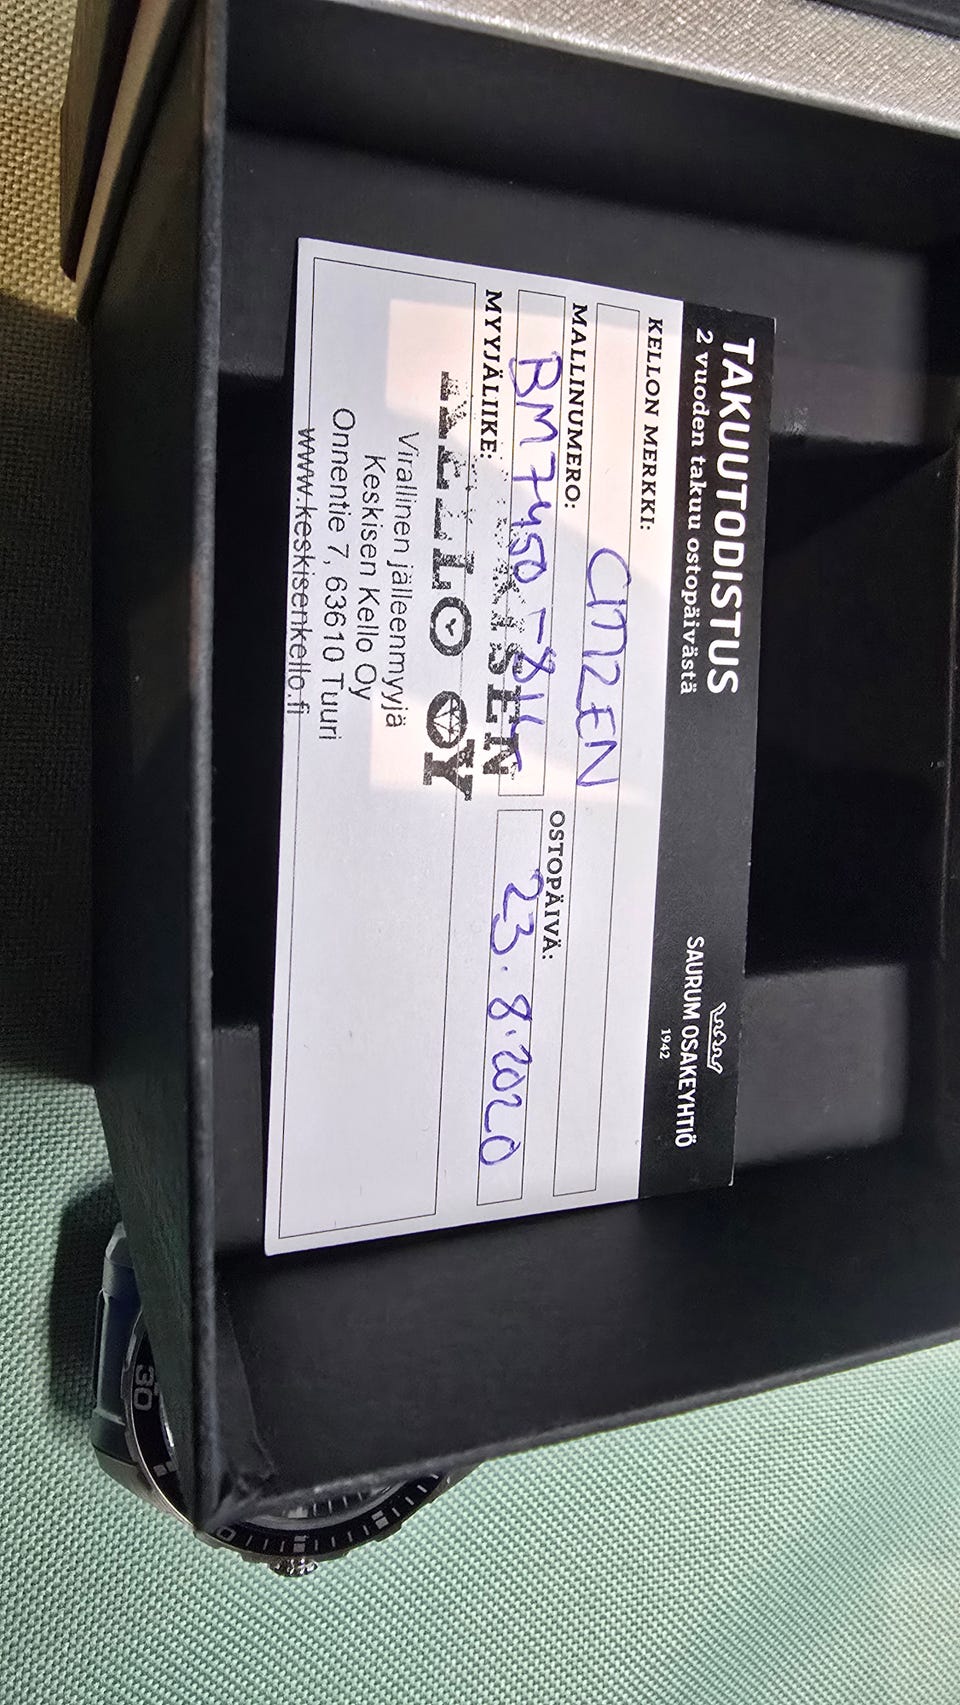 TAKUUTODISTUS
2 vuoden takuu ostopäivästä
SAURUM OSAKEYHTIÖ
1942
KELLON MERKKI:
CITIZEN
MALLINUMERO:
BM7450-81L
OSTOPÄIVÄ:
23.8.2020
MYYJÄLIIKE:
KESKISEN
KELLO OY
Virallinen jälleenmyyjä
Keskisen Kello Oy
Onnentie 7, 63610 Tuuri
www.keskisenkello.fi
30